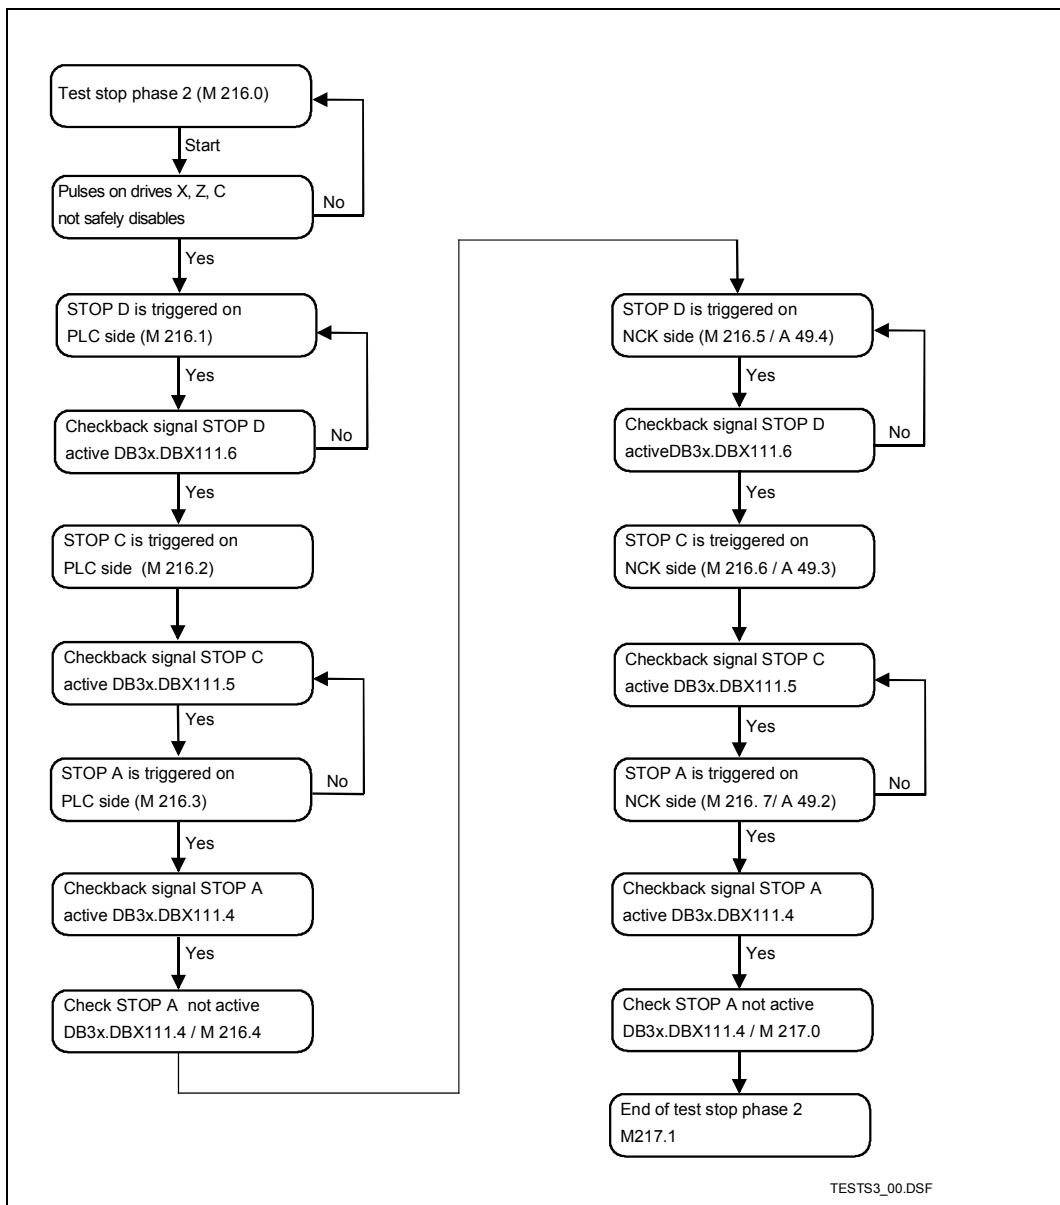 Test stop phase 2 (M 216.0)
Start
Pulses on drives X, Z, C
not safely disables
No
Yes
STOP D is triggered on
PLC side (M 216.1)
Yes
Checkback signal STOP D
active DB3x.DBX111.6
No
Yes
STOP C is triggered on
PLC side (M 216.2)
Checkback signal STOP C
active DB3x.DBX111.5
Yes
STOP A is triggered on
PLC side (M 216.3)
No
Yes
Checkback signal STOP A
active DB3x.DBX111.4
Yes
Check STOP A not active
DB3x.DBX111.4 / M 216.4
STOP D is triggered on
NCK side (M 216.5 / A 49.4)
Yes
Checkback signal STOP D
activeDB3x.DBX111.6
No
Yes
STOP C is treiggered on
NCK side (M 216.6 / A 49.3)
Checkback signal STOP C
active DB3x.DBX111.5
Yes
STOP A is triggered on
NCK side (M 216. 7/ A 49.2)
No
Yes
Checkback signal STOP A
active DB3x.DBX111.4
Yes
Check STOP A not active
DB3x.DBX111.4 / M 217.0
End of test stop phase 2
M217.1
TESTS3_00.DSF